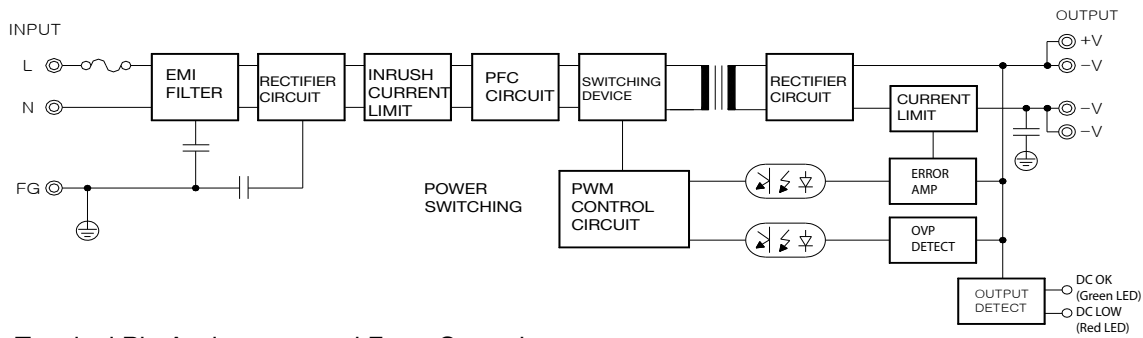 INPUT
OUTPUT
L
N
FG
EMI
FILTER
RECTIFIER
CIRCUIT
INRUSH
CURRENT
LIMIT
PFC
CIRCUIT
SWITCHING
DEVICE
RECTIFIER
CIRCUIT
CURRENT
LIMIT
+V
−V
−V
−V
POWER
SWITCHING
PWM
CONTROL
CIRCUIT
ERROR
AMP
OVP
DETECT
OUTPUT
DETECT
DC OK
(Green LED)
DC LOW
(Red LED)